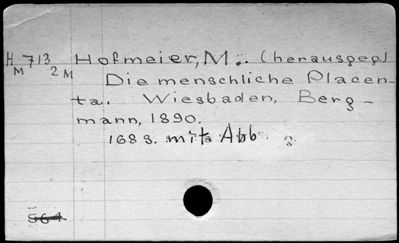 H 713 Hofmeier, M.. (herausgeg.)
M 2 M Die menschliche Placen-
ta. Wiesbaden, Berg-
mann, 1890.
168 S. mit Abb.
564